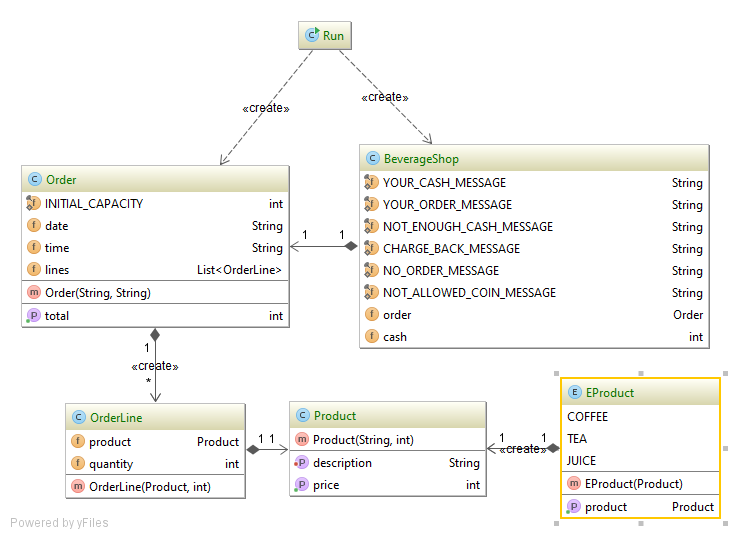 C Run
«create»
«create»
C Order
f INITIAL_CAPACITY int
f date String
f time String
f lines List<OrderLine>
m Order(String, String)
P total int
C BeverageShop
f YOUR_CASH_MESSAGE String
f YOUR_ORDER_MESSAGE String
f NOT_ENOUGH_CASH_MESSAGE String
f CHARGE_BACK_MESSAGE String
f NO_ORDER_MESSAGE String
f NOT_ALLOWED_COIN_MESSAGE String
f order Order
f cash int
1 1
1
«create»
*
C OrderLine
f product Product
f quantity int
m OrderLine(Product, int)
1 1
C Product
m Product(String, int)
P description String
P price int
1 «create» 1
E EProduct
COFFEE
TEA
JUICE
m EProduct(Product)
P product Product
Powered by yFiles